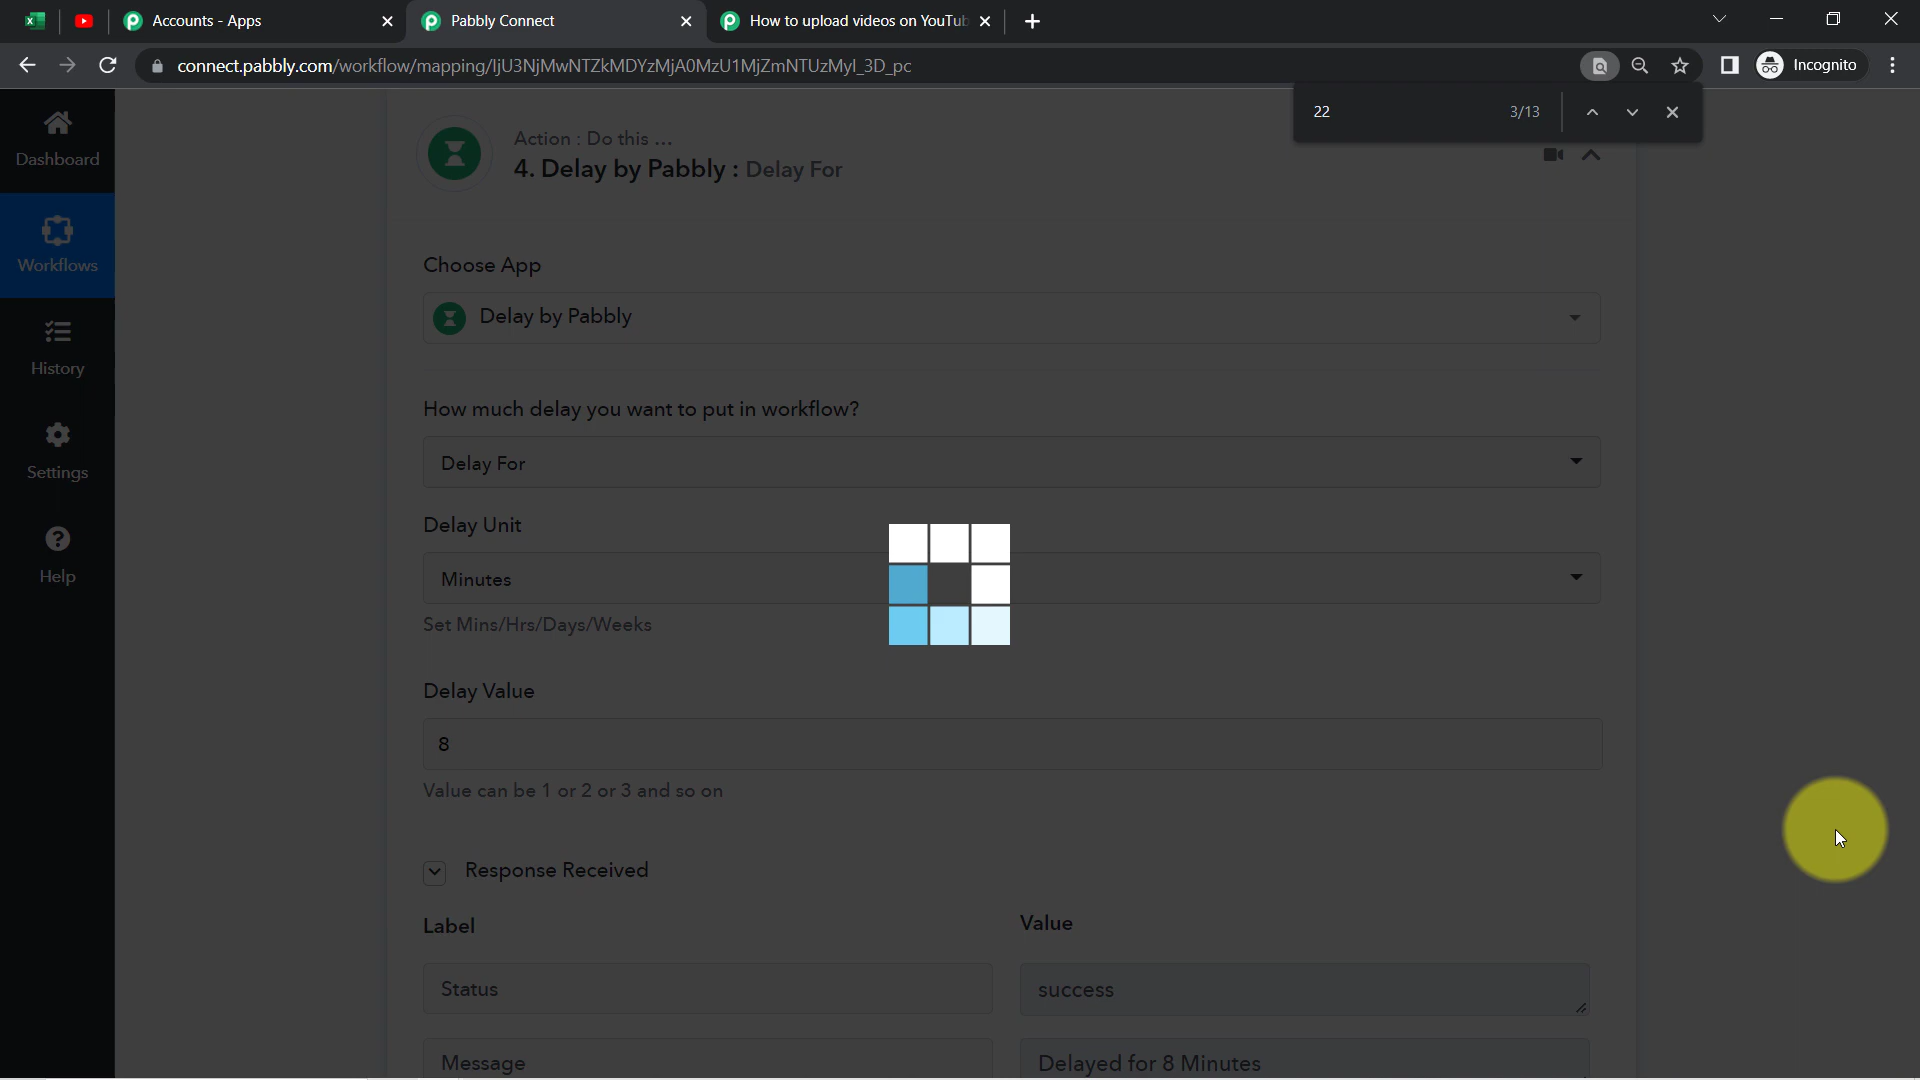 Accounts - Apps
Pabbly Connect
How to upload videos on YouTub
connect.pabbly.com/workflow/mapping/IjU3NjMwNTZkMDYzMjA0MzU1MjZmNTUzMyI_3D_pc
Incognito
22
3/13
Dashboard
Workflows
History
Settings
Help
Action : Do this ...
4. Delay by Pabbly : Delay For
Choose App
Delay by Pabbly
How much delay you want to put in workflow?
Delay For
Delay Unit
Minutes
Set Mins/Hrs/Days/Weeks
Delay Value
8
Value can be 1 or 2 or 3 and so on
Response Received
Label
Value
Status
success
Message
Delayed for 8 Minutes